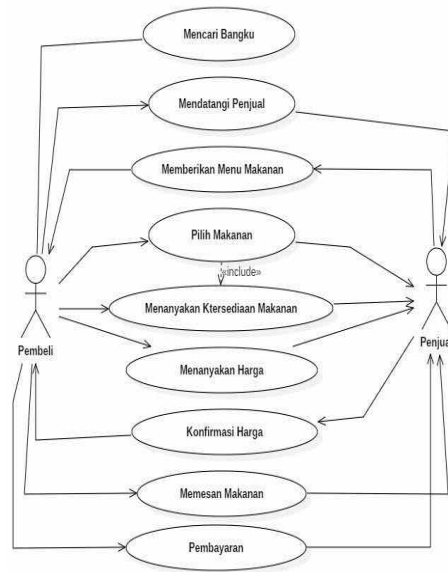 Mencari Bangku
Mendatangi Penjual
Memberikan Menu Makanan
Pilih Makanan
«include»
Menanyakan Ktersediaan Makanan
Pembeli
Penjua
Menanyakan Harga
Konfirmasi Harga
Memesan Makanan
Pembayaran